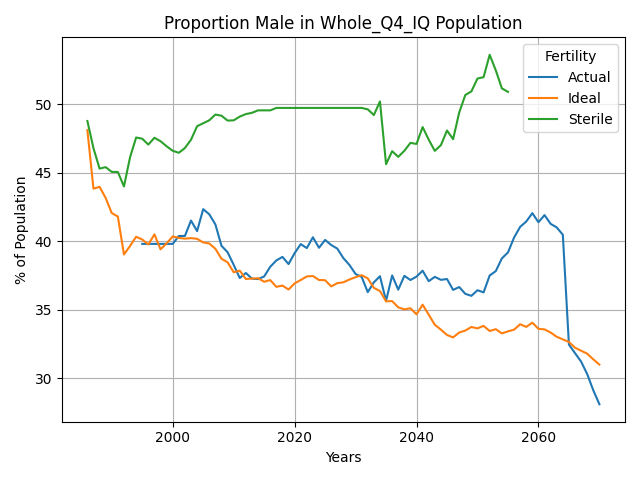 Proportion Male in Whole_Q4_IQ Population
Fertility
Actual
Ideal
Sterile
% of Population
50
45
40
35
30
2000
2020
2040
2060
Years